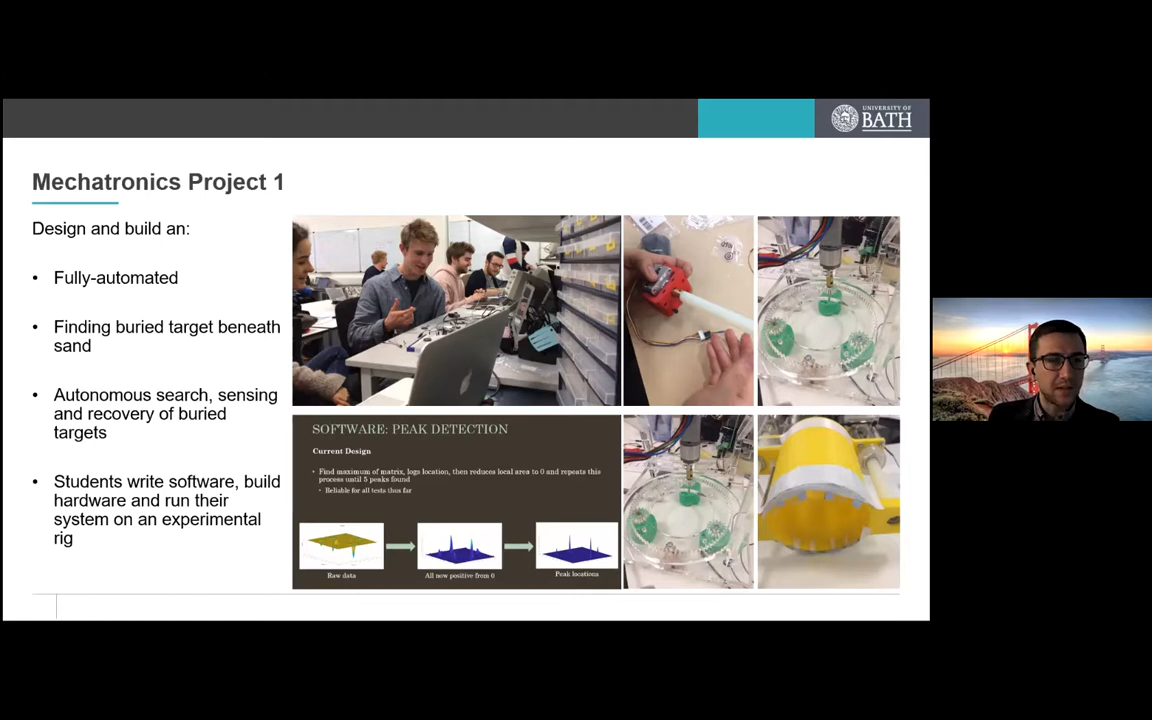 UNIVERSITY OF
BATH
Mechatronics Project 1
Design and build an:
• Fully-automated
• Finding buried target beneath
sand
• Autonomous search, sensing
and recovery of buried
targets
• Students write software, build
hardware and run their
system on an experimental
rig
SOFTWARE: PEAK DETECTION
Current Design
• Find maximum of matrix, logs location, then reduces local area to 0 and repeats this
process until 5 peaks found
• Reliable for all tests thus far
Raw data
All now positive from 0
Peak locations